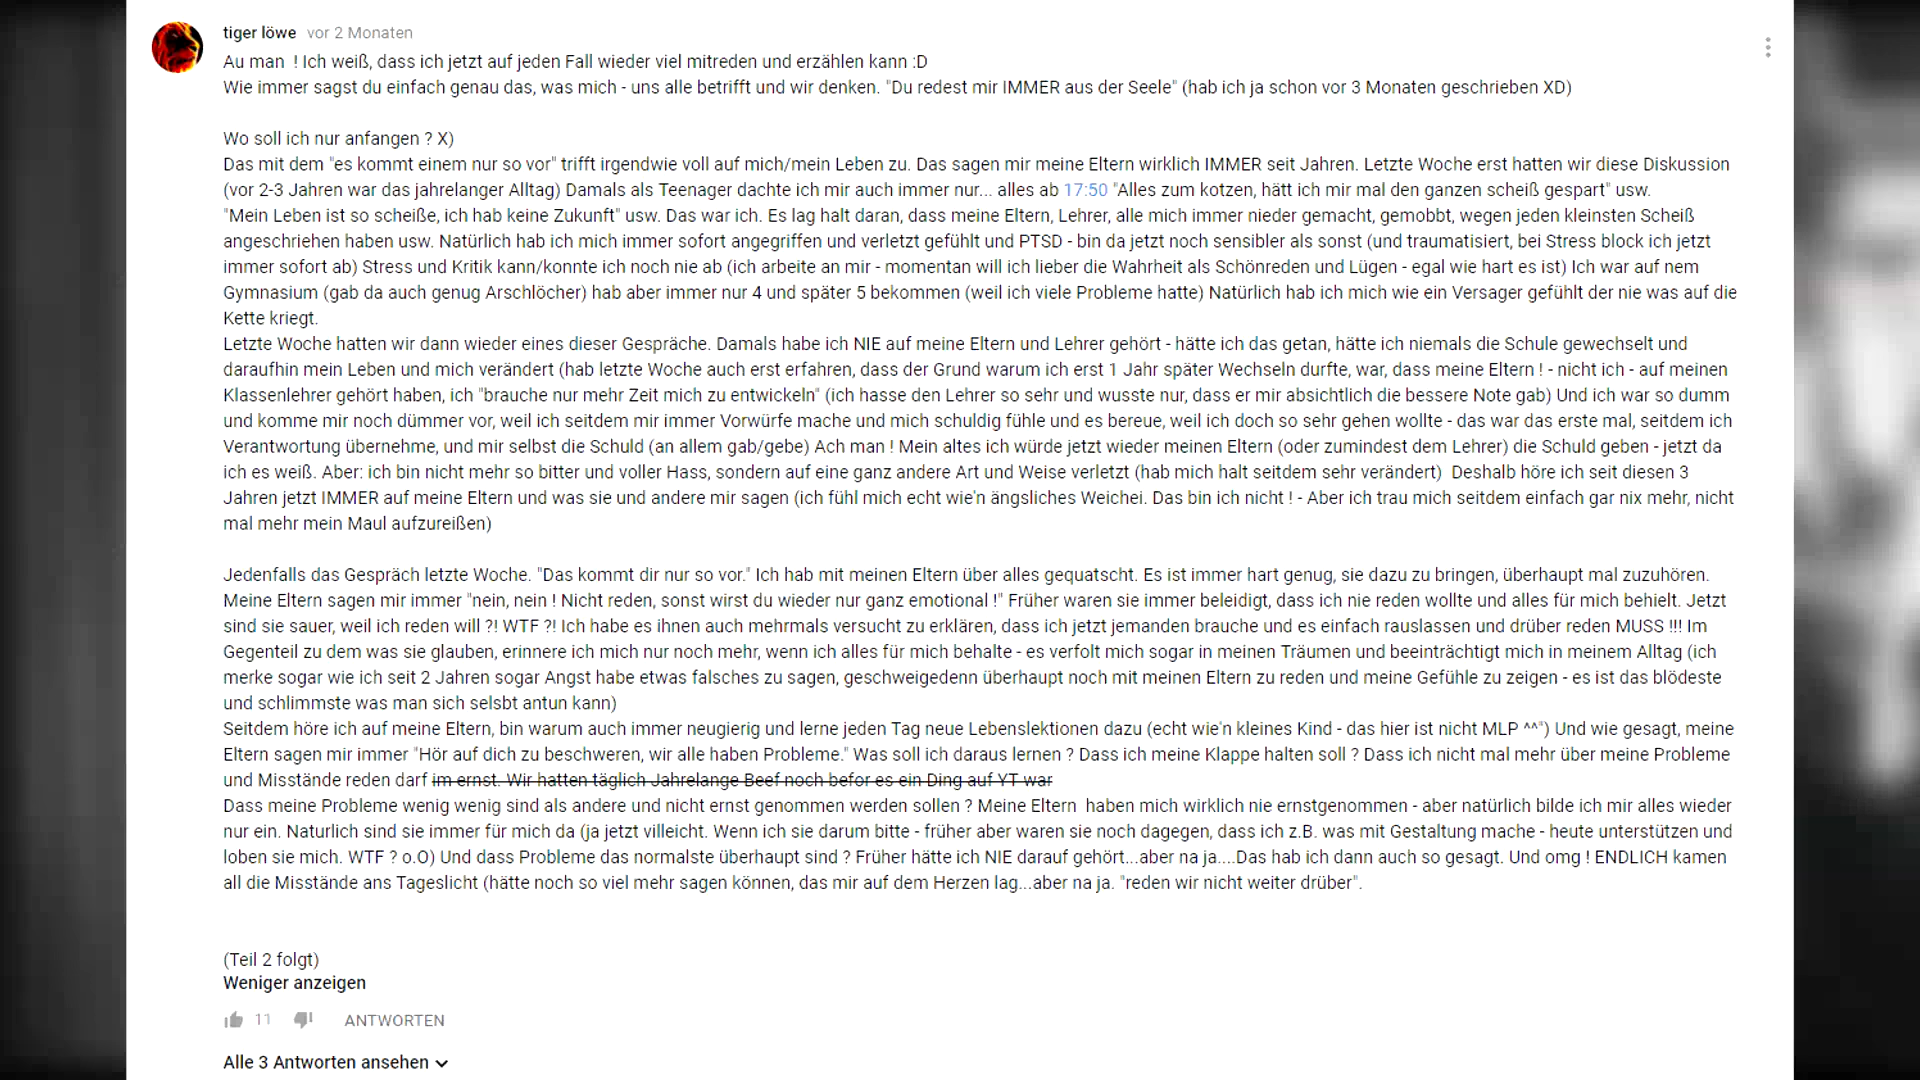 tiger löwe vor 2 Monaten
Au man ! Ich weiß, dass ich jetzt auf jeden Fall wieder viel mitreden und erzählen kann :D
Wie immer sagst du einfach genau das, was mich - uns alle betrifft und wir denken. "Du redest mir IMMER aus der Seele" (hab ich ja schon vor 3 Monaten geschrieben XD)
Wo soll ich nur anfangen ? X)
Das mit dem "es kommt einem nur so vor" trifft irgendwie voll auf mich/mein Leben zu. Das sagen mir meine Eltern wirklich IMMER seit Jahren. Letzte Woche erst hatten wir diese Diskussion
(vor 2-3 Jahren war das jahrelanger Alltag) Damals als Teenager dachte ich mir auch immer nur... alles ab 17:50 "Alles zum kotzen, hätt ich mir mal den ganzen scheiß gespart" usw.
"Mein Leben ist so scheiße, ich hab keine Zukunft" usw. Das war ich. Es lag halt daran, dass meine Eltern, Lehrer, alle mich immer nieder gemacht, gemobbt, wegen jeden kleinsten Scheiß
angeschriehen haben usw. Natürlich hab ich mich immer sofort angegriffen und verletzt gefühlt und PTSD - bin da jetzt noch sensibler als sonst (und traumatisiert, bei Stress block ich jetzt
immer sofort ab) Stress und Kritik kann/konnte ich noch nie ab (ich arbeite an mir - momentan will ich lieber die Wahrheit als Schönreden und Lügen - egal wie hart es ist) Ich war auf nem
Gymnasium (gab da auch genug Arschlöcher) hab aber immer nur 4 und später 5 bekommen (weil ich viele Probleme hatte) Natürlich hab ich mich wie ein Versager gefühlt der nie was auf die
Kette kriegt.
Letzte Woche hatten wir dann wieder eines dieser Gespräche. Damals habe ich NIE auf meine Eltern und Lehrer gehört - hätte ich das getan, hätte ich niemals die Schule gewechselt und
daraufhin mein Leben und mich verändert (hab letzte Woche auch erst erfahren, dass der Grund warum ich erst 1 Jahr später Wechseln durfte, war, dass meine Eltern ! - nicht ich - auf meinen
Klassenlehrer gehört haben, ich "brauche nur mehr Zeit mich zu entwickeln" (ich hasse den Lehrer so sehr und wusste nur, dass er mir absichtlich die bessere Note gab) Und ich war so dumm
und komme mir noch dümmer vor, weil ich seitdem mir immer Vorwürfe mache und mich schuldig fühle und es bereue, weil ich doch so sehr gehen wollte - das war das erste mal, seitdem ich
Verantwortung übernehme, und mir selbst die Schuld (an allem gab/gebe) Ach man ! Mein altes ich würde jetzt wieder meinen Eltern (oder zumindest dem Lehrer) die Schuld geben - jetzt da
ich es weiß. Aber: ich bin nicht mehr so bitter und voller Hass, sondern auf eine ganz andere Art und Weise verletzt (hab mich halt seitdem sehr verändert) Deshalb höre ich seit diesen 3
Jahren jetzt IMMER auf meine Eltern und was sie und andere mir sagen (ich fühl mich echt wie'n ängsliches Weichei. Das bin ich nicht ! - Aber ich trau mich seitdem einfach gar nix mehr, nicht
mal mehr mein Maul aufzureißen)
Jedenfalls das Gespräch letzte Woche. "Das kommt dir nur so vor." Ich hab mit meinen Eltern über alles gequatscht. Es ist immer hart genug, sie dazu zu bringen, überhaupt mal zuzuhören.
Meine Eltern sagen mir immer "nein, nein ! Nicht reden, sonst wirst du wieder nur ganz emotional !" Früher waren sie immer beleidigt, dass ich nie reden wollte und alles für mich behielt. Jetzt
sind sie sauer, weil ich reden will ?! WTF ?! Ich habe es ihnen auch mehrmals versucht zu erklären, dass ich jetzt jemanden brauche und es einfach rauslassen und drüber reden MUSS !!! Im
Gegenteil zu dem was sie glauben, erinnere ich mich nur noch mehr, wenn ich alles für mich behalte - es verfolt mich sogar in meinen Träumen und beeinträchtigt mich in meinem Alltag (ich
merke sogar wie ich seit 2 Jahren sogar Angst habe etwas falsches zu sagen, geschweigedenn überhaupt noch mit meinen Eltern zu reden und meine Gefühle zu zeigen - es ist das blödeste
und schlimmste was man sich selsbt antun kann)
Seitdem höre ich auf meine Eltern, bin warum auch immer neugierig und lerne jeden Tag neue Lebenslektionen dazu (echt wie'n kleines Kind - das hier ist nicht MLP ^^") Und wie gesagt, meine
Eltern sagen mir immer "Hör auf dich zu beschweren, wir alle haben Probleme." Was soll ich daraus lernen ? Dass ich meine Klappe halten soll ? Dass ich nicht mal mehr über meine Probleme
und Misstände reden darf im ernst. Wir hatten täglich Jahrelange Beef noch befor es ein Ding auf YT war
Dass meine Probleme wenig wenig sind als andere und nicht ernst genommen werden sollen ? Meine Eltern haben mich wirklich nie ernstgenommen - aber natürlich bilde ich mir alles wieder
nur ein. Naturlich sind sie immer für mich da (ja jetzt villeicht. Wenn ich sie darum bitte - früher aber waren sie noch dagegen, dass ich z.B. was mit Gestaltung mache - heute unterstützen und
loben sie mich. WTF ? o.O) Und dass Probleme das normalste überhaupt sind ? Früher hätte ich NIE darauf gehört...aber na ja....Das hab ich dann auch so gesagt. Und omg ! ENDLICH kamen
all die Misstände ans Tageslicht (hätte noch so viel mehr sagen können, das mir auf dem Herzen lag...aber na ja. "reden wir nicht weiter drüber".
(Teil 2 folgt)
Weniger anzeigen
11 ANTWORTEN
Alle 3 Antworten ansehen